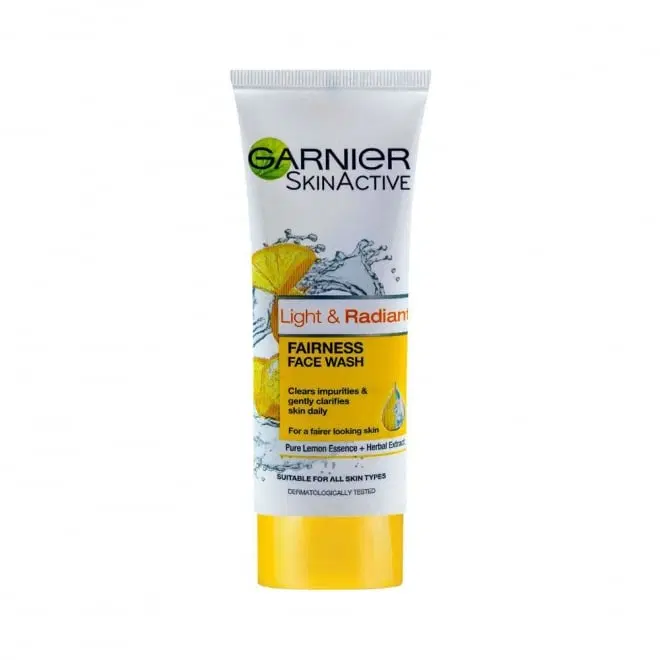 GARNIER
SKINACTIVE
Light & Radiant
FAIRNESS
FACE WASH
Clears impurities &
gently clarifies
skin daily
For a fairer looking skin
Pure Lemon Essence + Herbal Extract
SUITABLE FOR ALL SKIN TYPES
DERMATOLOGICALLY TESTED